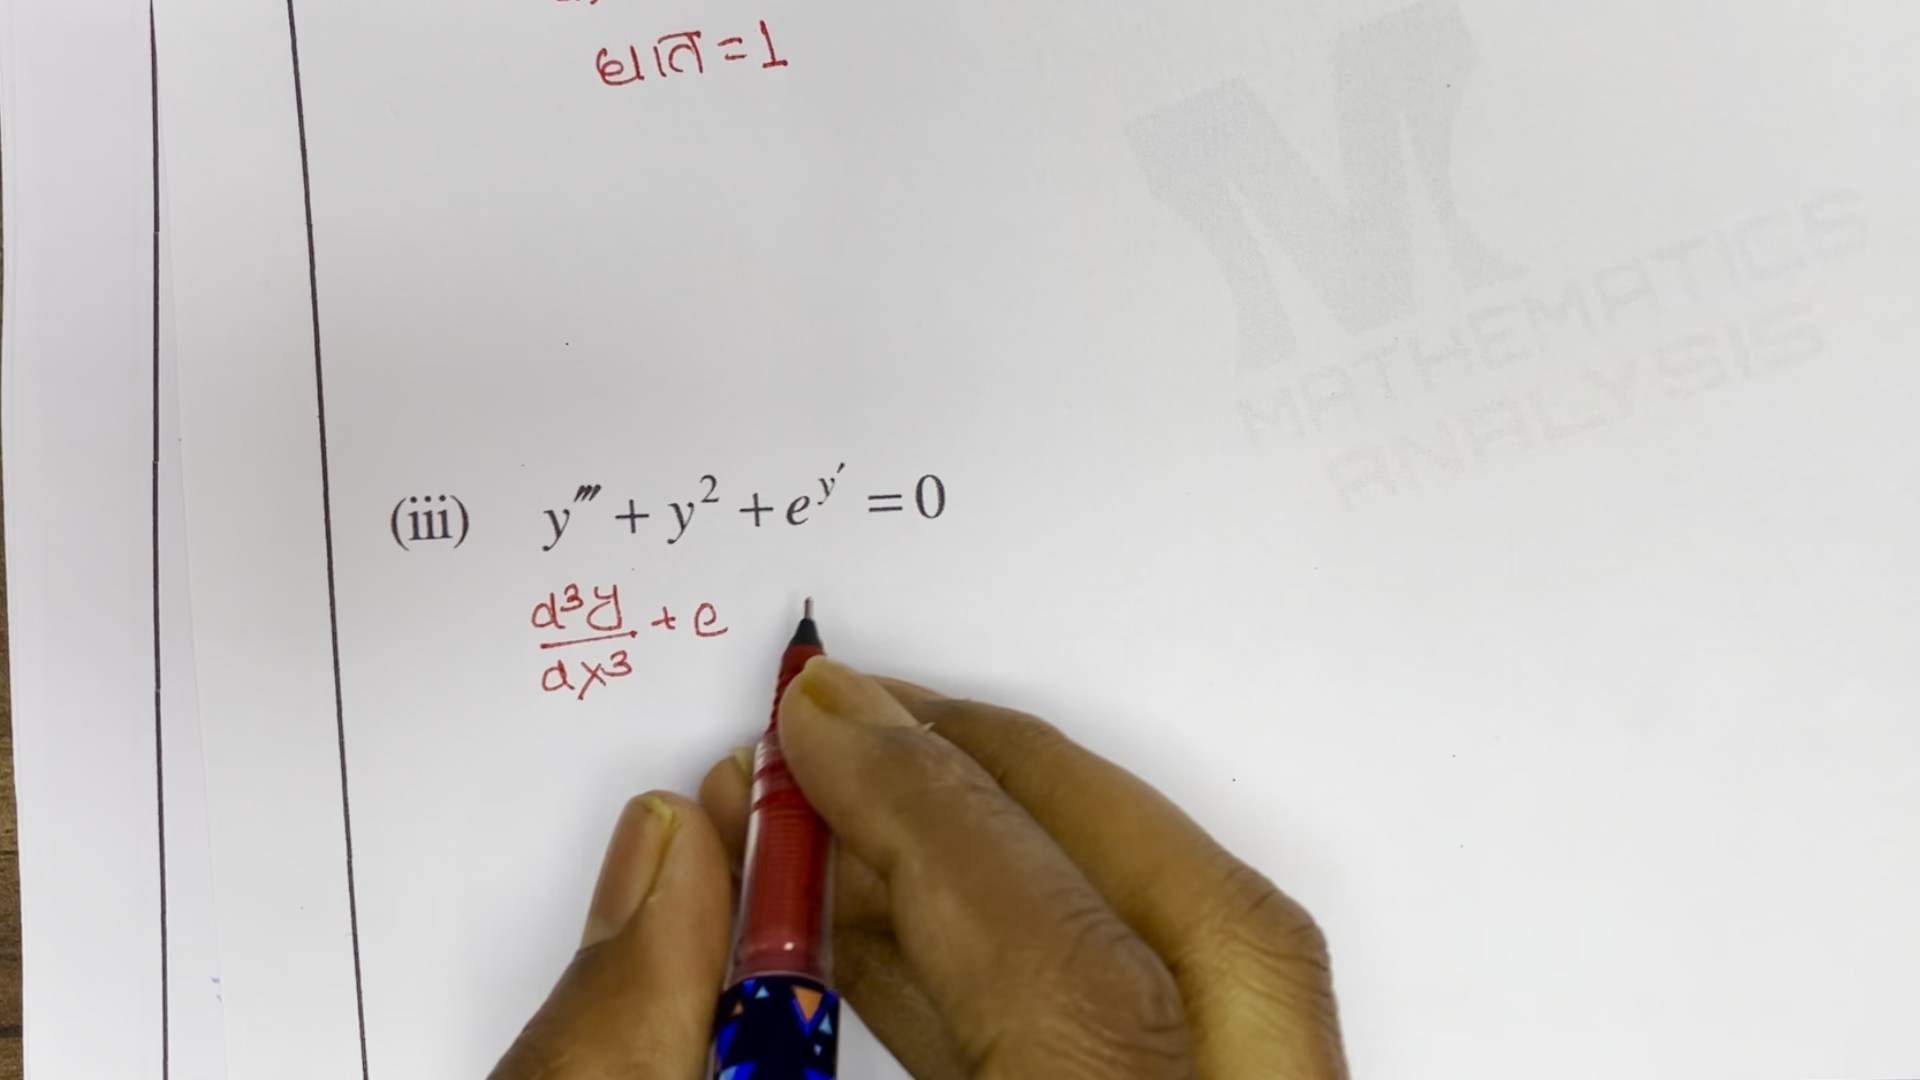 घात = 1
MATHEMATICS
ANALYSIS
(iii) y''' + y² + e^{y'} = 0
d³y/dx³ + e